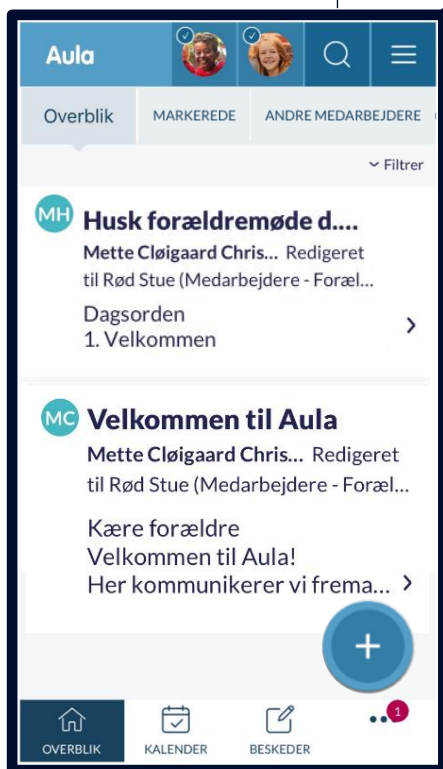 Aula
Overblik MARKEREDE ANDRE MEDARBEJDERE
Filtrer
MH Husk forældremøde d....
Mette Cløigaard Chris... Redigeret
til Rød Stue (Medarbejdere - Foræl...
Dagsorden
1. Velkommen
MC Velkommen til Aula
Mette Cløigaard Chris... Redigeret
til Rød Stue (Medarbejdere - Foræl...
Kære forældre
Velkommen til Aula!
Her kommunikerer vi frema...
+
1
OVERBLIK KALENDER BESKEDER